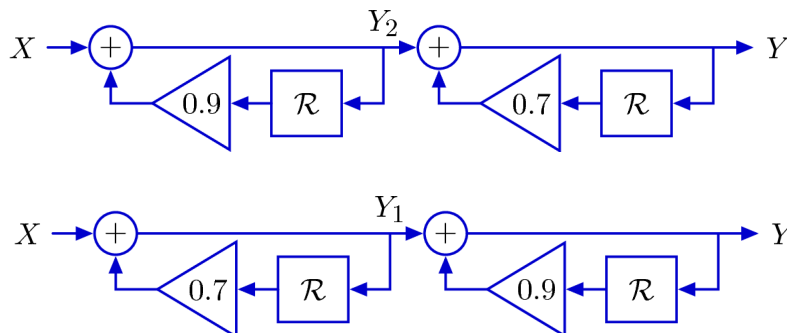 X + Y₂ + Y
0.9 ℛ 0.7 ℛ
X + Y₁ + Y
0.7 ℛ 0.9 ℛ